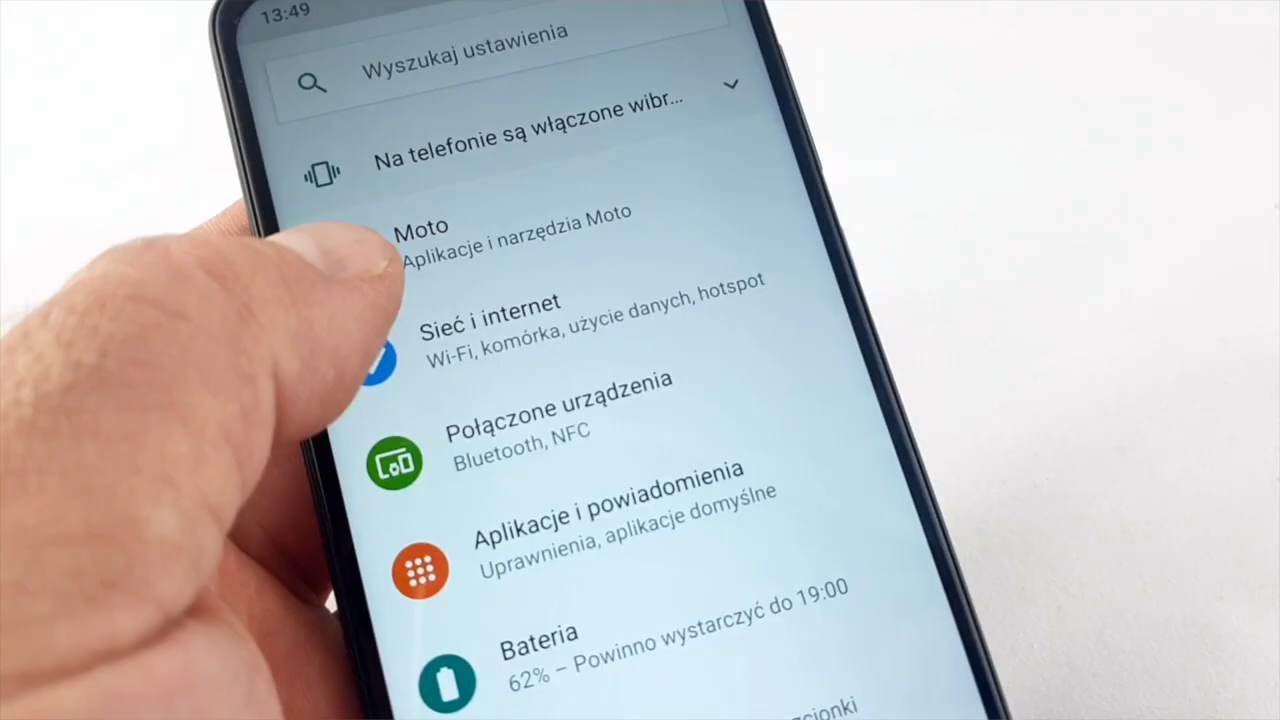 13:49
Wyszukaj ustawienia
Na telefonie są włączone wibr...
Moto
Aplikacje i narzędzia Moto
Sieć i internet
Wi-Fi, komórka, użycie danych, hotspot
Połączone urządzenia
Bluetooth, NFC
Aplikacje i powiadomienia
Uprawnienia, aplikacje domyślne
Bateria
62% – Powinno wystarczyć do 19:00